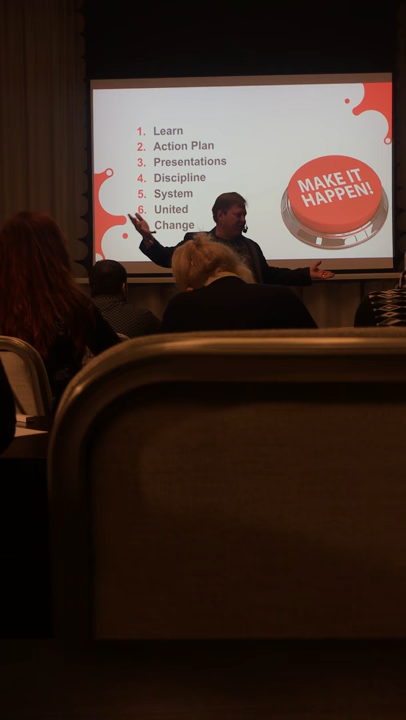 1. Learn
2. Action Plan
3. Presentations
4. Discipline
5. System
6. United
Change
MAKE IT
HAPPEN!